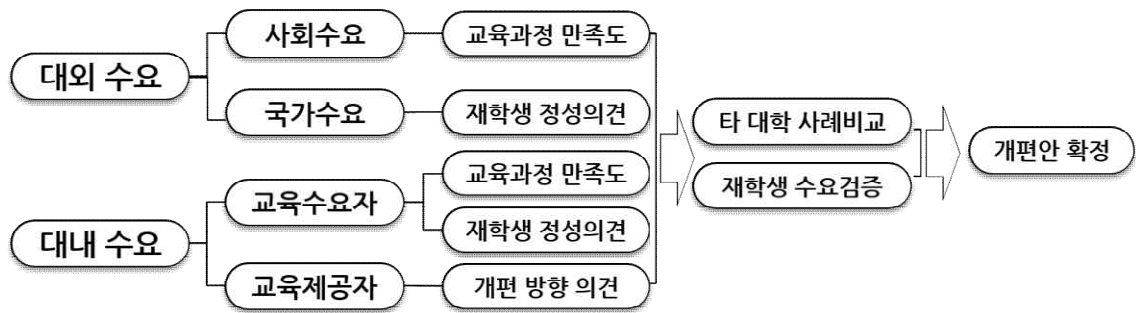 대외 수요
사회수요
교육과정 만족도
국가수요
재학생 정성의견
대내 수요
교육수요자
교육과정 만족도
재학생 정성의견
교육제공자
개편 방향 의견
타 대학 사례비교
재학생 수요검증
개편안 확정